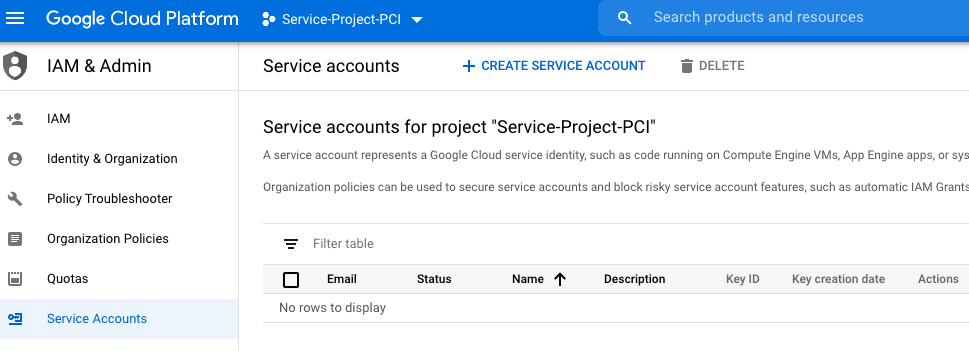 Google Cloud Platform Service-Project-PCI Search products and resources
IAM & Admin
Service accounts CREATE SERVICE ACCOUNT DELETE
IAM
Identity & Organization
Policy Troubleshooter
Organization Policies
Quotas
Service Accounts
Service accounts for project "Service-Project-PCI"
A service account represents a Google Cloud service identity, such as code running on Compute Engine VMs, App Engine apps, or sys
Organization policies can be used to secure service accounts and block risky service account features, such as automatic IAM Grants
Filter table
Email Status Name Description Key ID Key creation date Actions
No rows to display